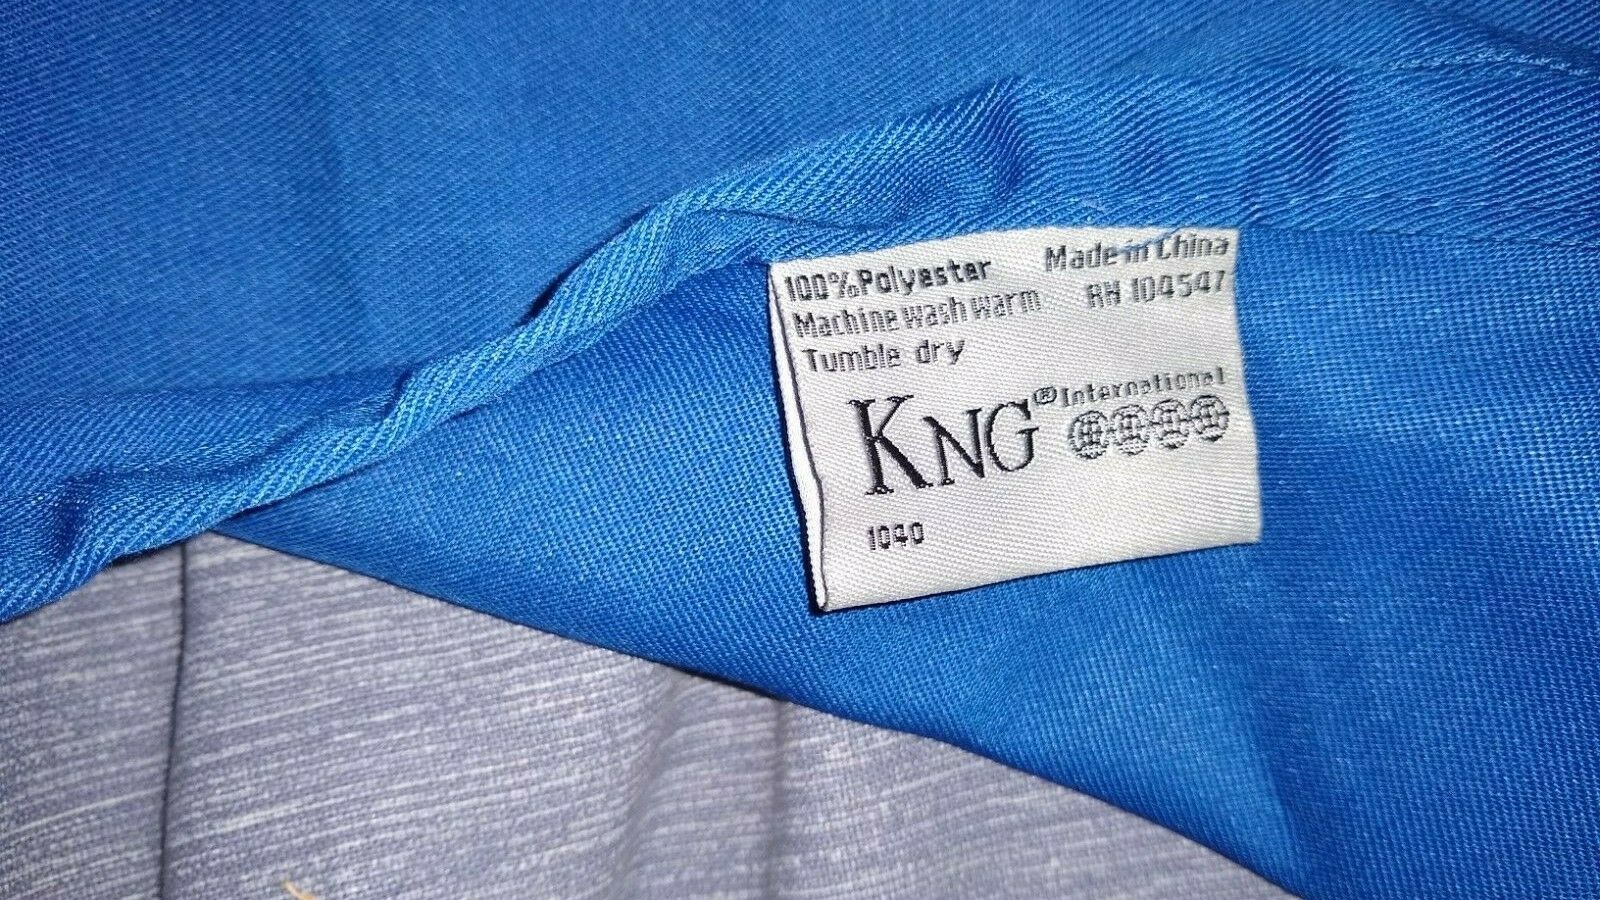 100%Polyester Made in China
Machine wash warm RN 104547
Tumble dry
KNG® International
1040